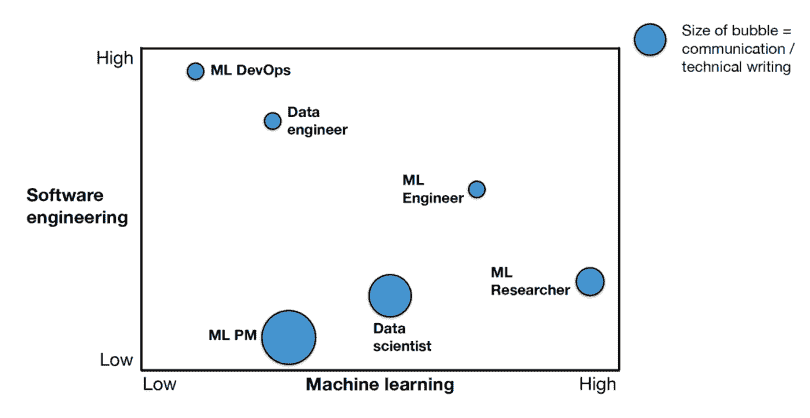 Size of bubble =
communication /
technical writing
High
ML DevOps
Data
engineer
Software
engineering
ML
Engineer
ML
Researcher
ML PM
Data
scientist
Low
Low
Machine learning
High